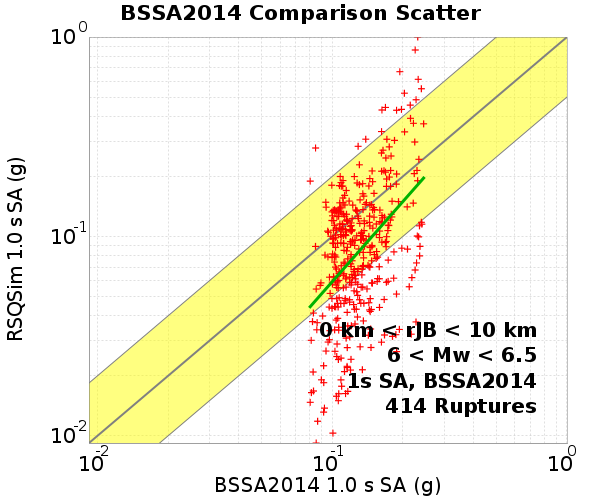 BSSA2014 Comparison Scatter
RSQSim 1.0 s SA (g)
10^0
10^-1
10^-2
0 km < rJB < 10 km
6 < Mw < 6.5
1s SA, BSSA2014
414 Ruptures
10^-2 10^-1 10^0
BSSA2014 1.0 s SA (g)